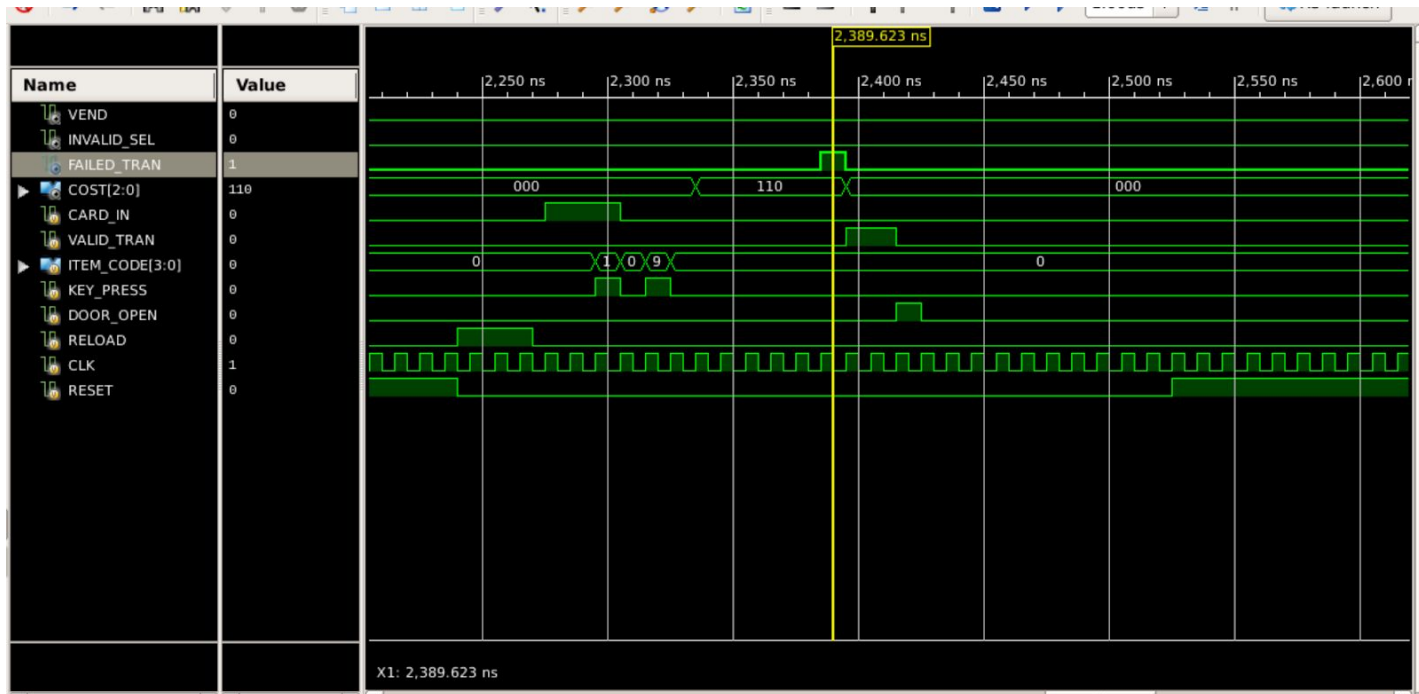 2,389.623 ns
Name Value
2,250 ns 2,300 ns 2,350 ns 2,400 ns 2,450 ns 2,500 ns 2,550 ns 2,600 n
VEND 0
INVALID_SEL 0
FAILED_TRAN 1
COST[2:0] 110 000 110 000
CARD_IN 0
VALID_TRAN 0
ITEM_CODE[3:0] 0 0 1 0 9 0
KEY_PRESS 0
DOOR_OPEN 0
RELOAD 0
CLK 1
RESET 0
X1: 2,389.623 ns